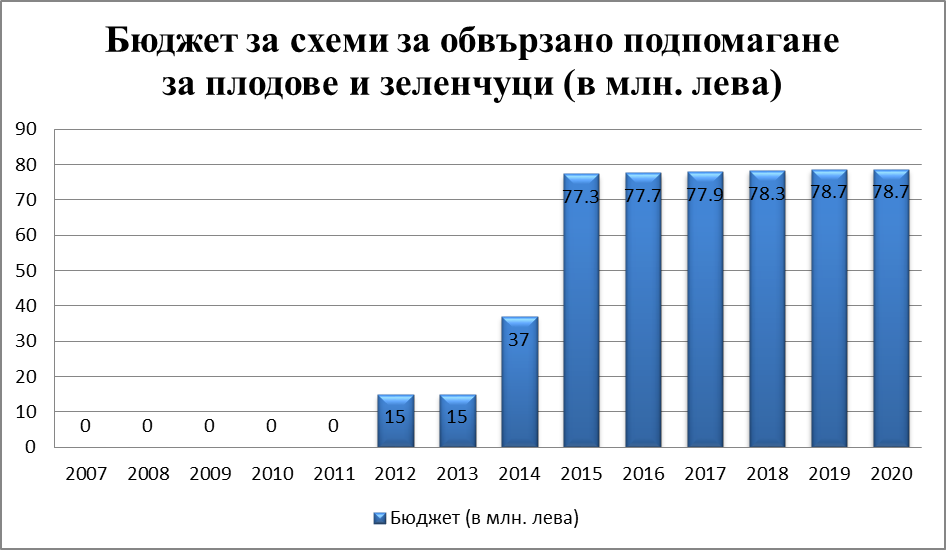 Бюджет за схеми за обвързано подпомагане
за плодове и зеленчуци (в млн. лева)
90
80
70
60
50
40
30
20
10
0
0 0 0 0 0 15 15 37 77.3 77.7 77.9 78.3 78.7 78.7
2007 2008 2009 2010 2011 2012 2013 2014 2015 2016 2017 2018 2019 2020
Бюджет (в млн. лева)